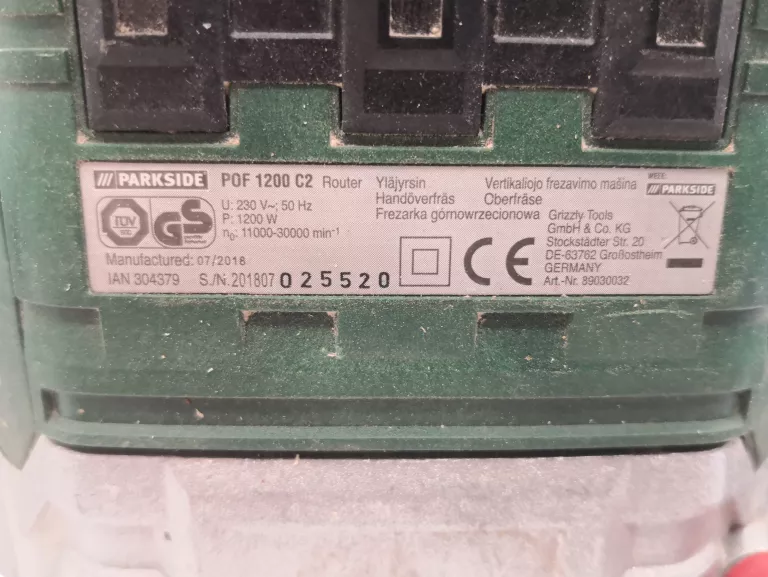 /// PARKSIDE POF 1200 C2 Router
U: 230 V~; 50 Hz
P: 1200 W
n₀: 11000-30000 min⁻¹
Manufactured: 07/2018
IAN 304379 S./N. 201807 025520
Yläjyrsin
Handöverfräs
Frezarka górnowrzecionowa
Vertikaliojo frezavimo mašina
Oberfräse
Grizzly Tools
GmbH & Co. KG
Stockstädter Str. 20
DE-63762 Großostheim
GERMANY
Art.-Nr. 89030032
WEEE:
/// PARKSIDE
TÜV
GS
CE